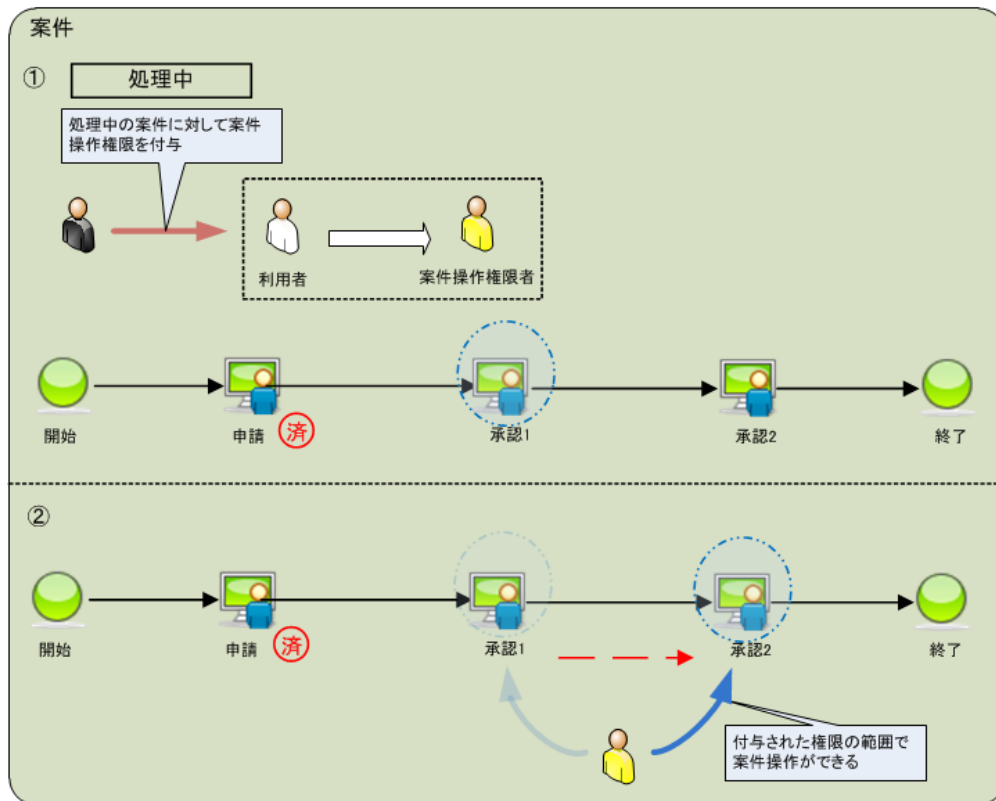 案件
①
処理中
処理中の案件に対して案件
操作権限を付与
利用者
案件操作権限者
開始
申請
済
承認1
承認2
終了
②
開始
申請
済
承認1
承認2
終了
付与された権限の範囲で
案件操作ができる